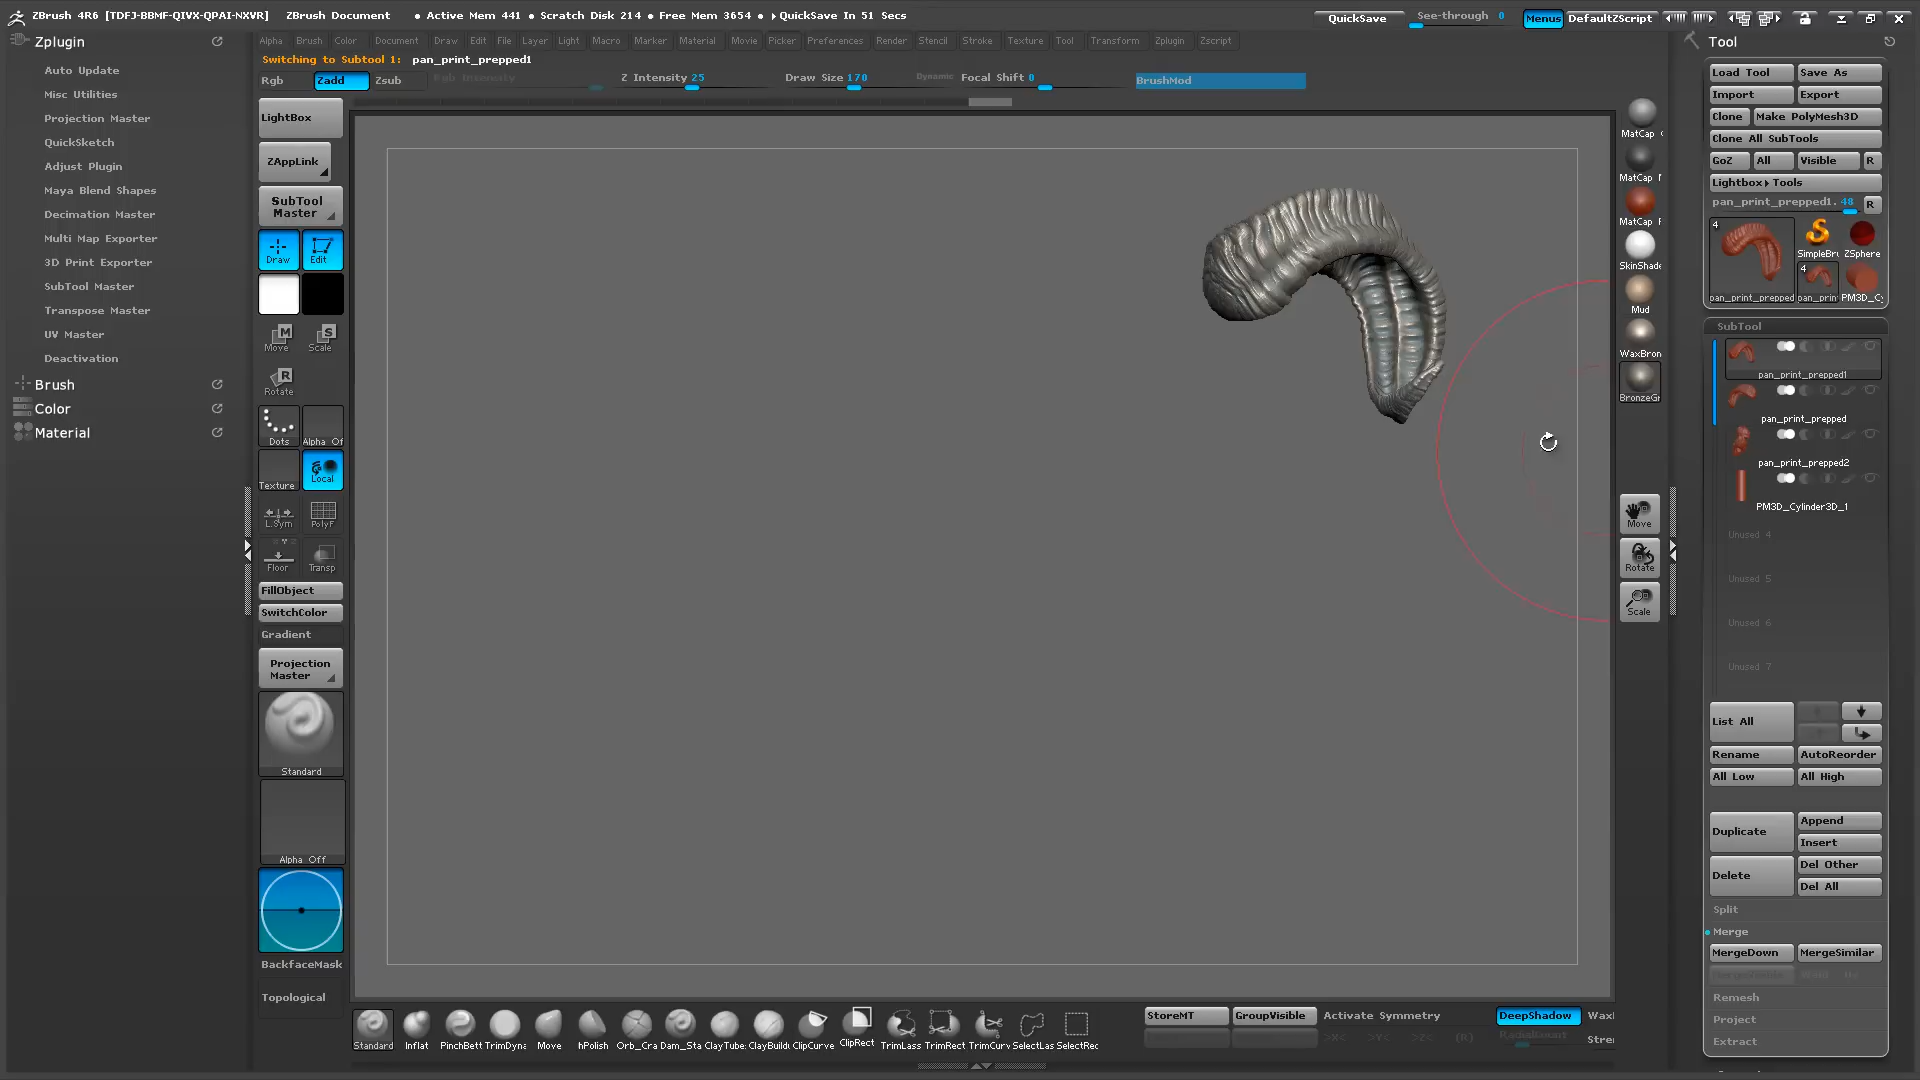 ZBrush 4R6 [TDFJ-BBMF-QIVX-QPAI-NXVR] ZBrush Document • Active Mem 441 • Scratch Disk 214 • Free Mem 3654 • QuickSave In 51 Secs QuickSave See-through 0 Menus DefaultZScript
Zplugin
Alpha Brush Color Document Draw Edit File Layer Light Macro Marker Material Movie Picker Preferences Render Stencil Stroke Texture Tool Transform Zplugin Zscript
Tool
Switching to Subtool 1: pan_print_prepped1
Rgb Zadd Zsub Rgb Intensity Z Intensity 25 Draw Size 170 Dynamic Focal Shift 0 BrushMod
Auto Update
Misc Utilities
Projection Master
QuickSketch
Adjust Plugin
Maya Blend Shapes
Decimation Master
Multi Map Exporter
3D Print Exporter
SubTool Master
Transpose Master
UV Master
Deactivation
Brush
Color
Material
LightBox
ZAppLink
SubTool Master
Draw Edit
M S
Move Scale
R
Rotate
Dots Alpha Of
Texture Local
L.Sym PolyF
Floor Transp
FillObject
SwitchColor
Gradient
Projection Master
Standard
Alpha Off
BackfaceMask
Topological
MatCap
MatCap
MatCap
SkinShade
Mud
WaxBron
BronzeGr
Move
Rotate
Scale
Load Tool Save As
Import Export
Clone Make PolyMesh3D
Clone All SubTools
GoZ All Visible R
Lightbox Tools
pan_print_prepped1. 48 R
4
SimpleBru ZSphere
4
pan_print_prepped pan_prin PM3D_Cy
SubTool
pan_print_prepped1
pan_print_prepped
pan_print_prepped2
PM3D_Cylinder3D_1
Unused 4
Unused 5
Unused 6
Unused 7
List All
Rename AutoReorder
All Low All High
Duplicate Append
Insert
Delete Del Other
Del All
Split
Merge
MergeDown MergeSimilar
Remesh
Project
Extract
Standard Inflat PinchBett TrimDyna Move hPolish Orb_Cra Dam_Sta ClayTube ClayBuildu ClipCurve ClipRect TrimLass TrimRect TrimCurv SelectLas SelectRec
StoreMT GroupVisible Activate Symmetry DeepShadow Waxi
>X< >Y< >Z< (R) RadialCount Stren